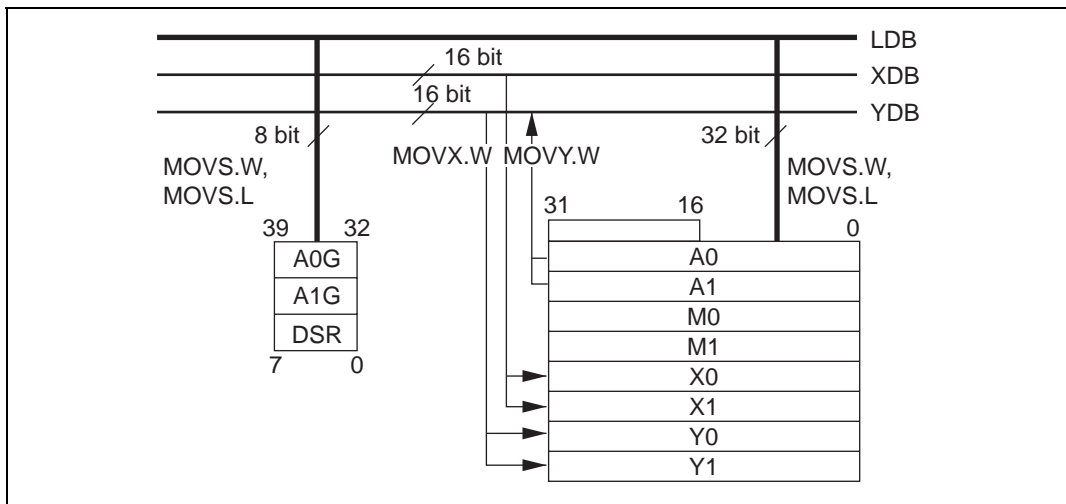 LDB
16 bit
XDB
16 bit
YDB
8 bit
MOVX.W MOVY.W
32 bit
MOVS.W,
MOVS.L
MOVS.W,
MOVS.L
39 32
A0G
A1G
DSR
7 0
31 16 0
A0
A1
M0
M1
X0
X1
Y0
Y1